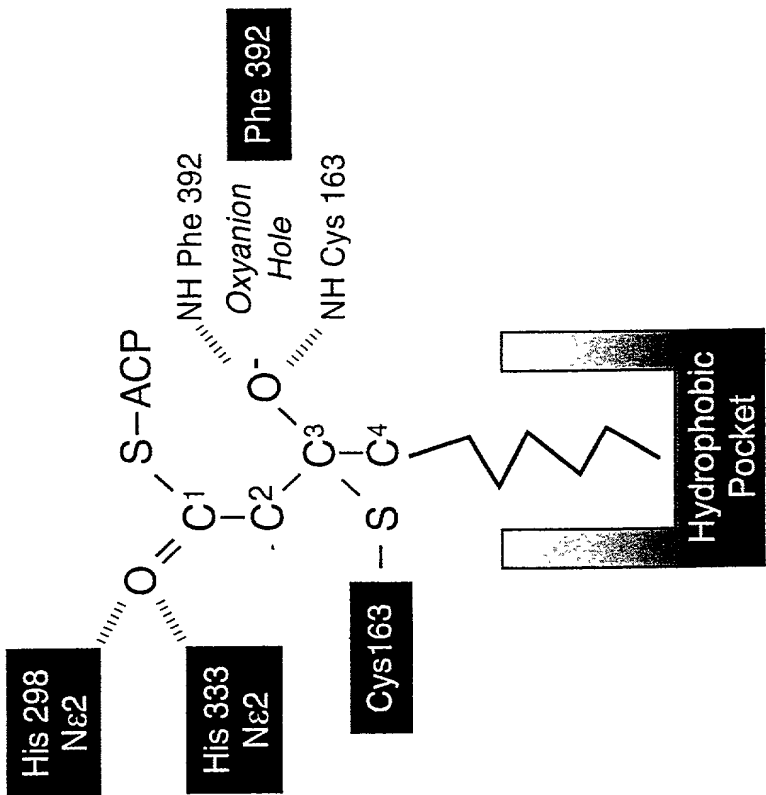 His 298
Nε2
S–ACP
O
C¹
NH Phe 392
His 333
Nε2
C²
O⁻
Oxyanion
Hole
Phe 392
C³
NH Cys 163
Cys163 – S
C⁴
Hydrophobic
Pocket